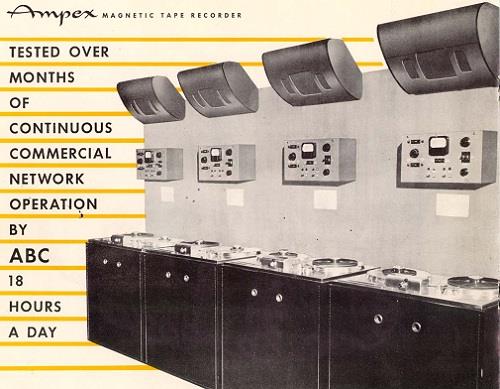 Ampex MAGNETIC TAPE RECORDER
TESTED OVER
MONTHS
OF
CONTINUOUS
COMMERCIAL
NETWORK
OPERATION
BY
ABC
18
HOURS
A DAY